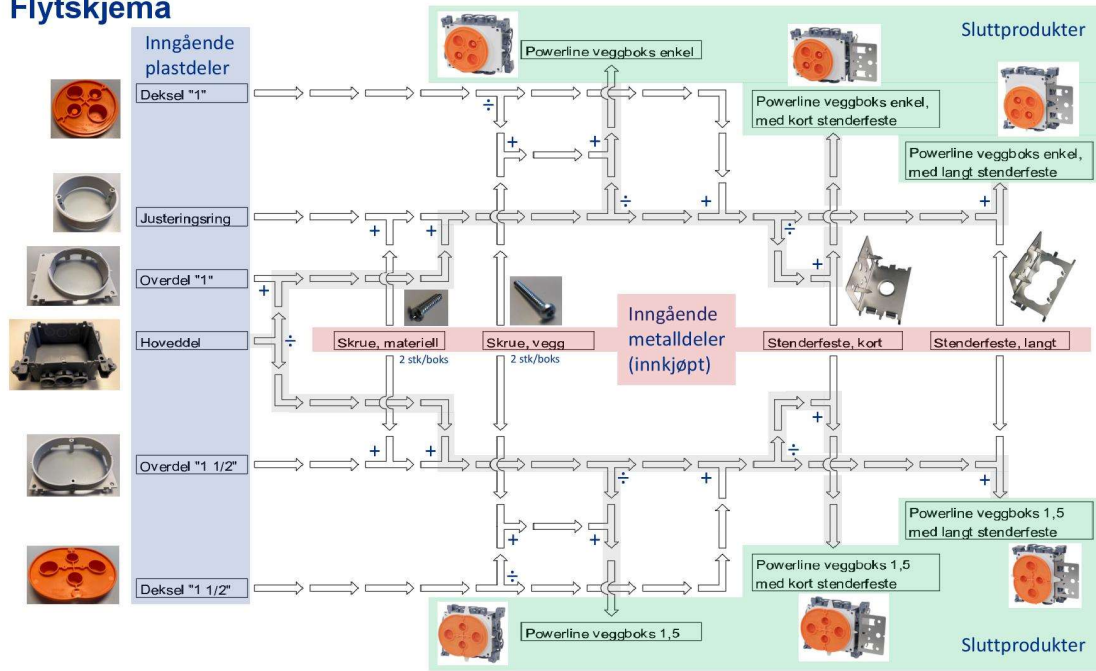 Flytskjema
Inngående
plastdeler
Deksel "1"
Justeringsring
Overdel "1"
Hoveddel
Overdel "1 1/2"
Deksel "1 1/2"
Sluttprodukter
Powerline veggboks enkel
Powerline veggboks enkel,
med kort stenderfeste
Powerline veggboks enkel,
med langt stenderfeste
÷
+
+
+
+
÷
+
÷
+
+
+
÷
Skrue, materiell
2 stk/boks
Skrue, vegg
2 stk/boks
Inngående
metalldeler
(innkjøpt)
Stenderfeste, kort
Stenderfeste, langt
+
+
+
÷
+
÷
+
+
+
÷
Powerline veggboks 1,5
med langt stenderfeste
Powerline veggboks 1,5
med kort stenderfeste
Powerline veggboks 1,5
Sluttprodukter